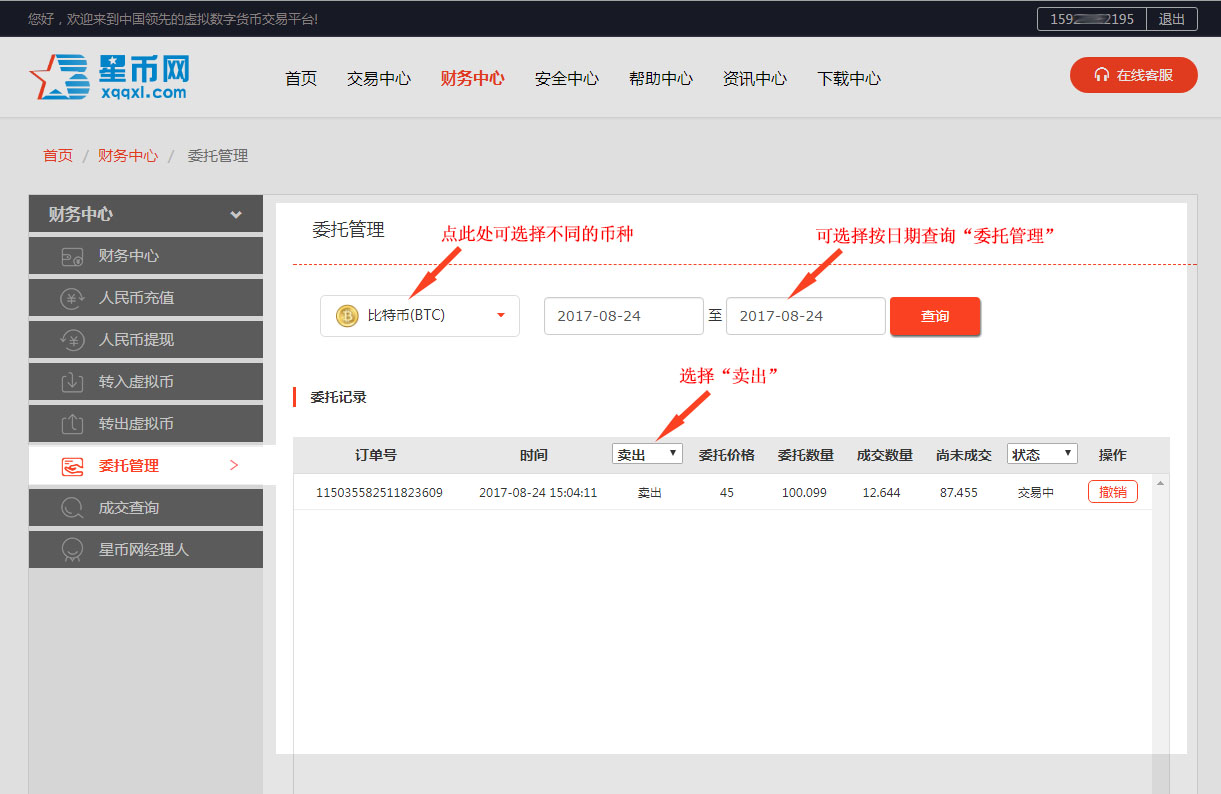 您好，欢迎来到中国领先的虚拟数字货币交易平台!
159 2195 退出
星币网
xqqxl.com
首页 交易中心 财务中心 安全中心 帮助中心 资讯中心 下载中心
在线客服
首页 / 财务中心 / 委托管理
财务中心
财务中心
人民币充值
人民币提现
转入虚拟币
转出虚拟币
委托管理 >
成交查询
星币网经理人
委托管理
点此处可选择不同的币种
可选择按日期查询“委托管理”
比特币(BTC)
2017-08-24 至 2017-08-24 查询
选择“卖出”
委托记录
订单号 时间 卖出 委托价格 委托数量 成交数量 尚未成交 状态 操作
115035582511823609 2017-08-24 15:04:11 卖出 45 100.099 12.644 87.455 交易中 撤销